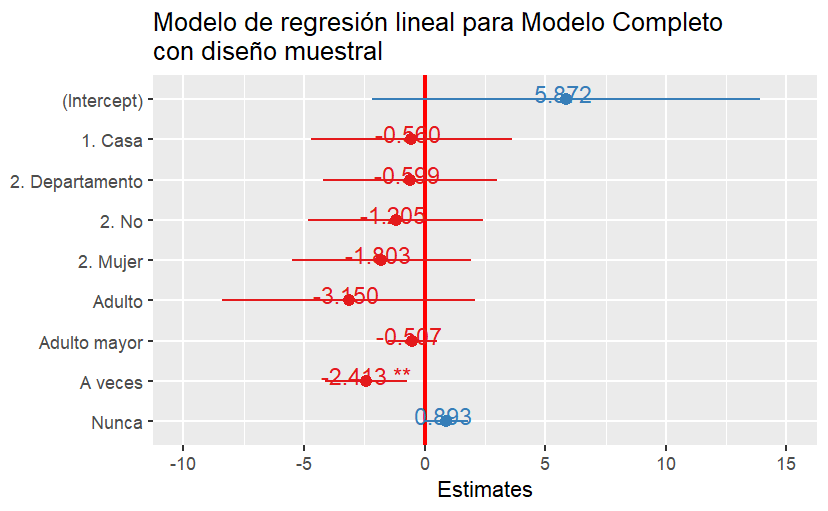 Modelo de regresión lineal para Modelo Completo
con diseño muestral
(Intercept)
5.872
1. Casa
-0.560
2. Departamento
-0.599
2. No
-1.205
2. Mujer
-1.803
Adulto
-3.150
Adulto mayor
-0.507
A veces
-2.413 **
Nunca
0.893
-10 -5 0 5 10 15
Estimates